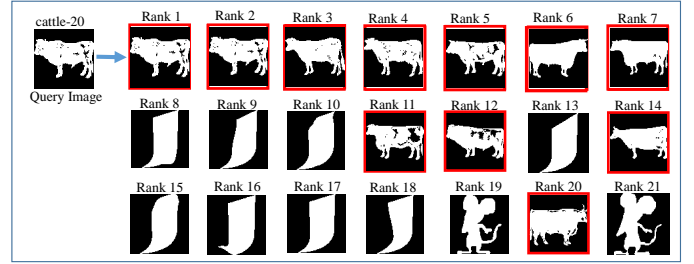 cattle-20
Query Image
Rank 1 Rank 2 Rank 3 Rank 4 Rank 5 Rank 6 Rank 7
Rank 8 Rank 9 Rank 10 Rank 11 Rank 12 Rank 13 Rank 14
Rank 15 Rank 16 Rank 17 Rank 18 Rank 19 Rank 20 Rank 21